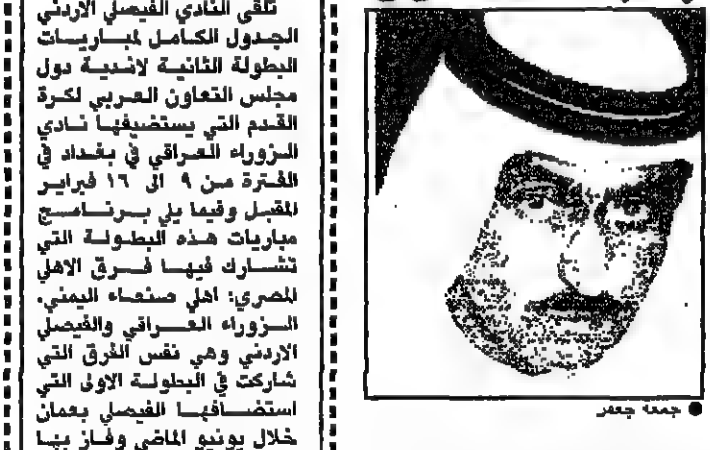 تلقى النادي الفيصلي الاردني
الجدول الكامل لمباريات
البطولة الثانية لاندية دول
مجلس التعاون العربي لكرة
القدم التي يستضيفها نادي
الزوراء العراقي في بغداد في
الفترة من ٩ الى ١٦ فبراير
المقبل وفيما يلي برنامج
مباريات هذه البطولة التي
تشارك فيها فرق الاهلي
المصري: اهلي صنعاء اليمني،
الزوراء العراقي والفيصلي
الاردني وهي نفس الفرق التي
شاركت في البطولة الاولى التي
استضافها الفيصلي بعمان
خلال يونيو الماضي وفاز بها
● جمعة جعفر